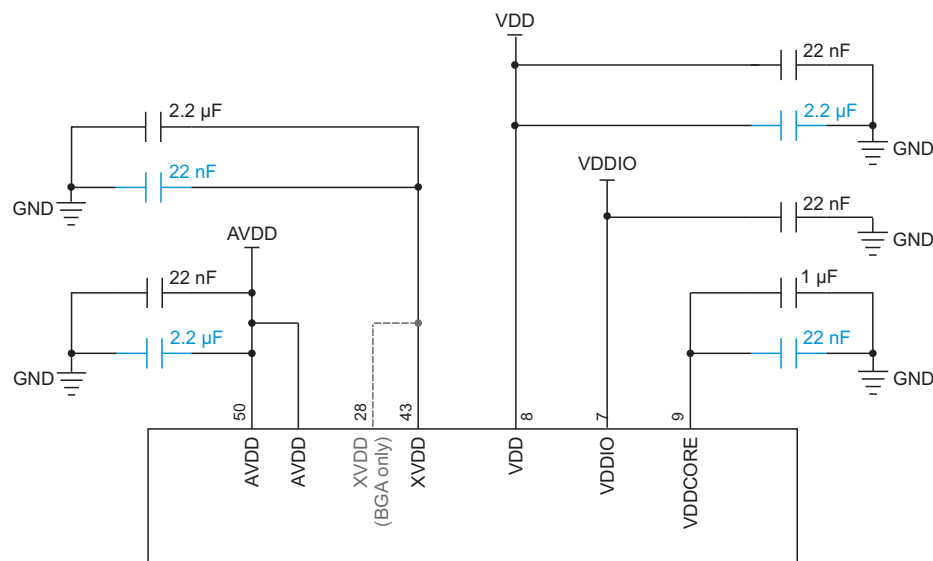 VDD
22 nF
2.2 µF
2.2 µF
GND
VDDIO
22 nF
GND
22 nF
GND
AVDD
22 nF
1 µF
2.2 µF
22 nF
GND
GND
50
28
43
8
7
9
AVDD
AVDD
XVDD
(BGA only)
XVDD
VDD
VDDIO
VDDCORE